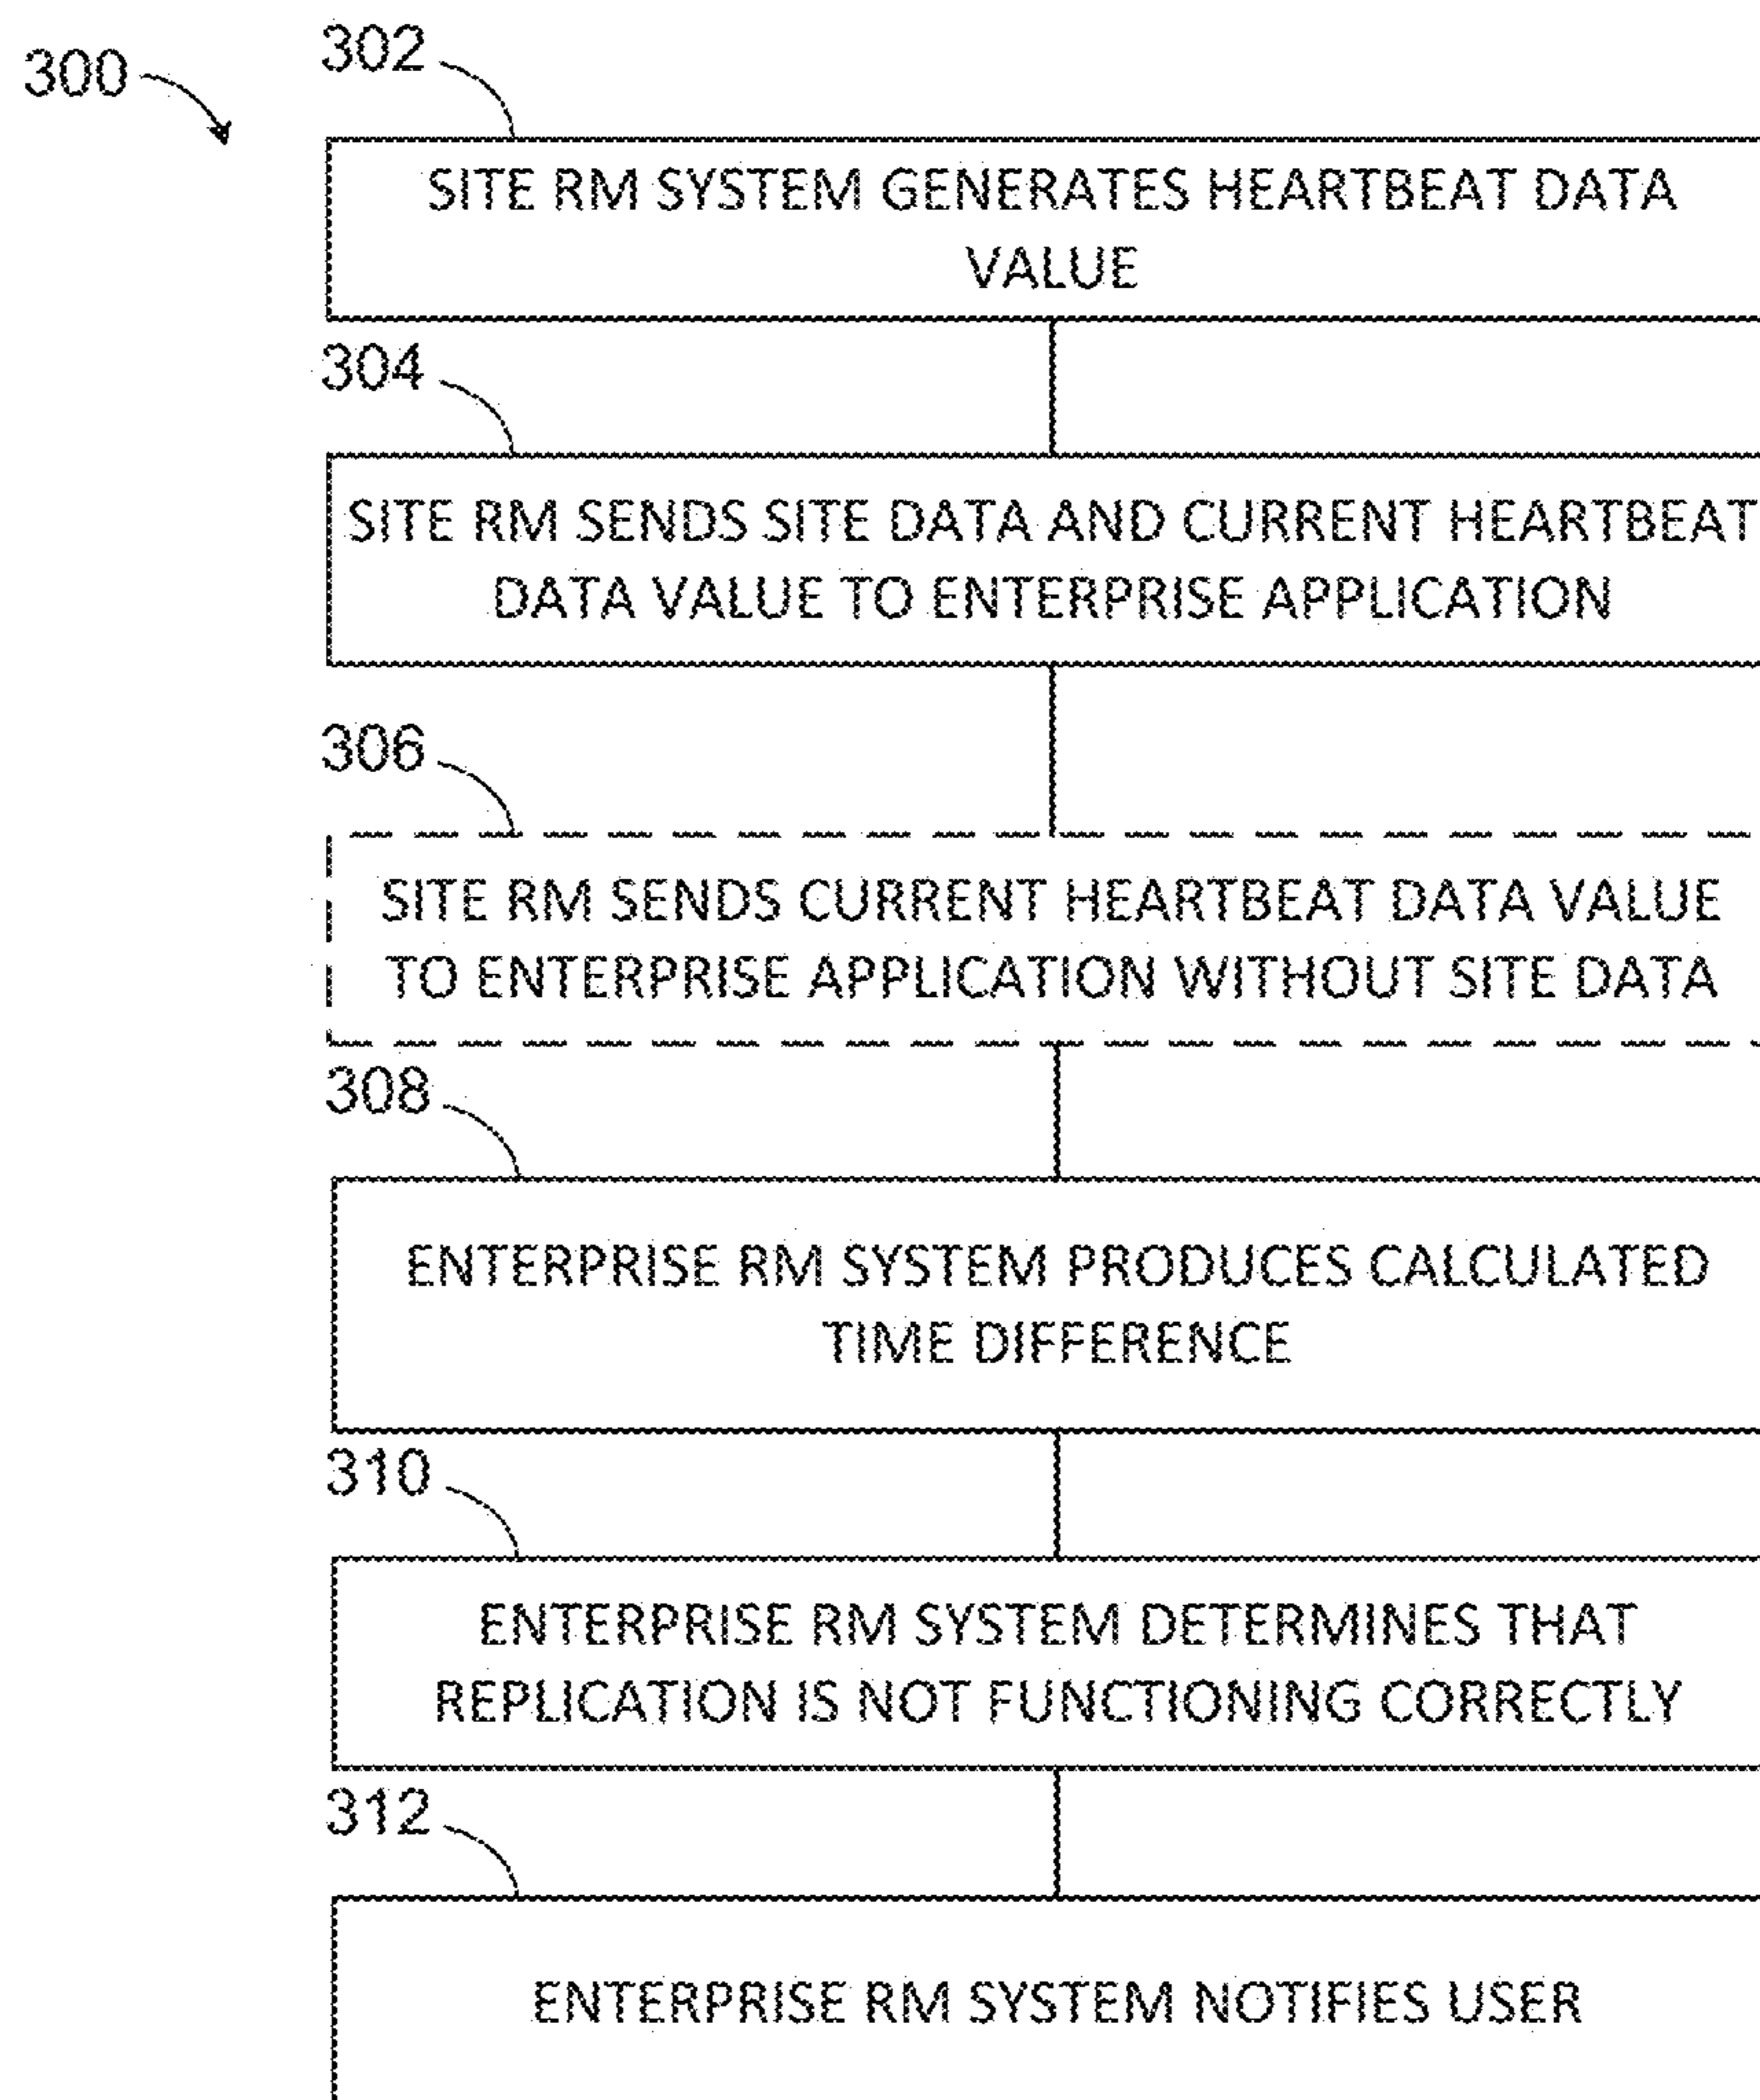 300
302
SITE RM SYSTEM GENERATES HEARTBEAT DATA
VALUE
304
SITE RM SENDS SITE DATA AND CURRENT HEARTBEAT
DATA VALUE TO ENTERPRISE APPLICATION
306
SITE RM SENDS CURRENT HEARTBEAT DATA VALUE
TO ENTERPRISE APPLICATION WITHOUT SITE DATA
308
ENTERPRISE RM SYSTEM PRODUCES CALCULATED
TIME DIFFERENCE
310
ENTERPRISE RM SYSTEM DETERMINES THAT
REPLICATION IS NOT FUNCTIONING CORRECTLY
312
ENTERPRISE RM SYSTEM NOTIFIES USER